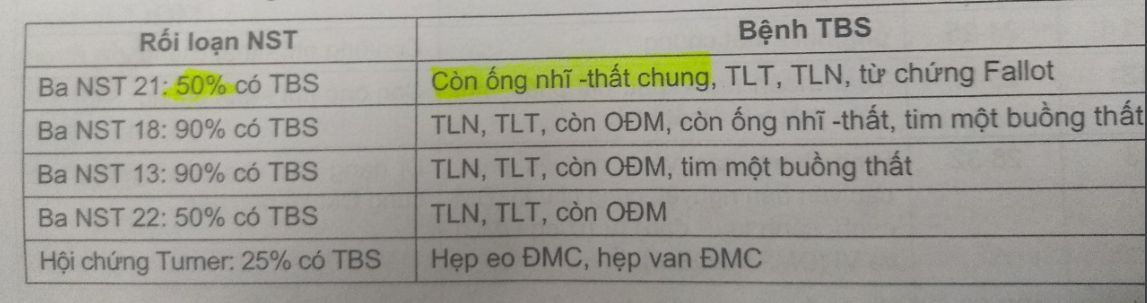 Rối loạn NST
Bệnh TBS
Ba NST 21: 50% có TBS
Còn ống nhĩ -thất chung, TLT, TLN, từ chứng Fallot
Ba NST 18: 90% có TBS
TLN, TLT, còn OĐM, còn ống nhĩ -thất, tim một buồng thất
Ba NST 13: 90% có TBS
TLN, TLT, còn OĐM, tim một buồng thất
Ba NST 22: 50% có TBS
TLN, TLT, còn OĐM
Hội chứng Turner: 25% có TBS
Hẹp eo ĐMC, hẹp van ĐMC